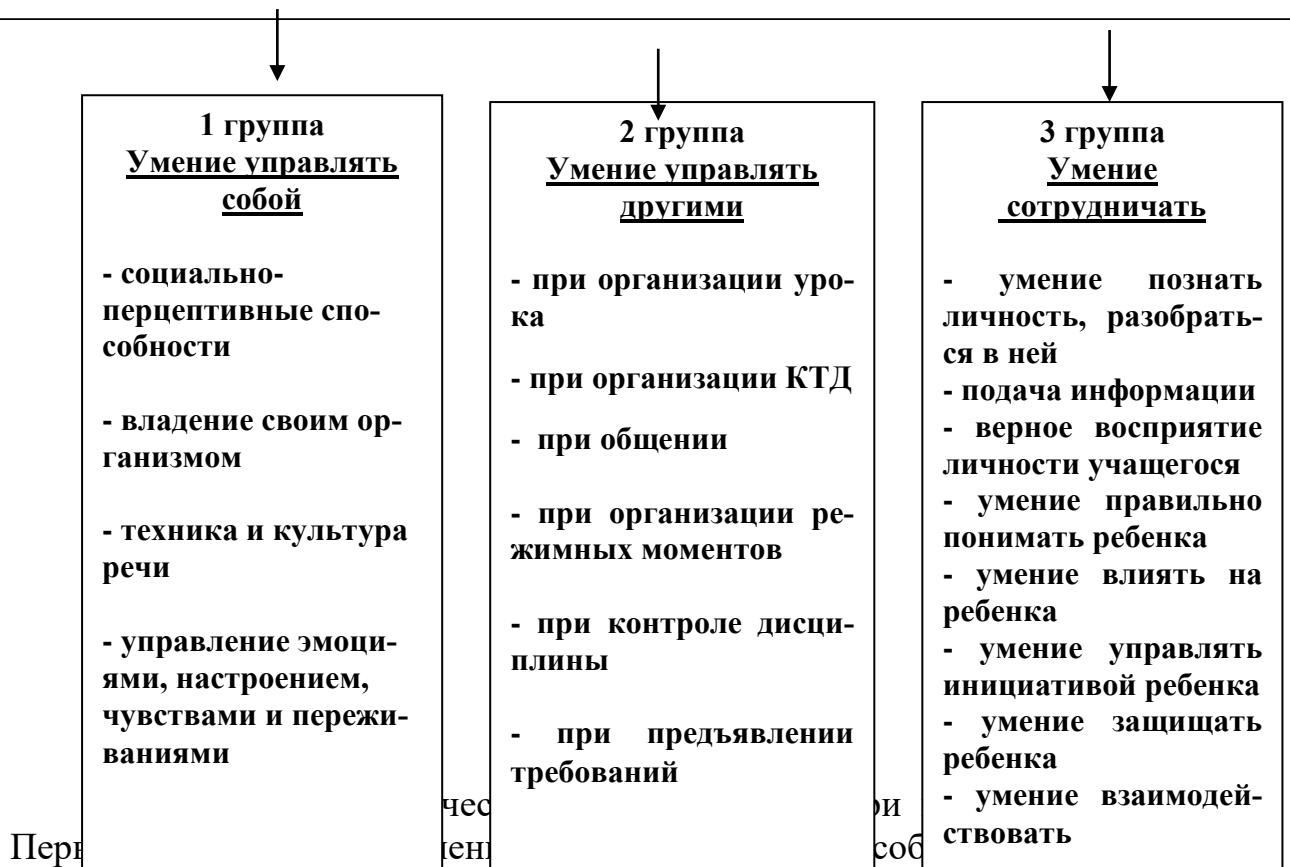 1 группа
Умение управлять
собой
- социально-
перцептивные спо-
собности
- владение своим ор-
ганизмом
- техника и культура
речи
- управление эмоци-
ями, настроением,
чувствами и пережи-
ваниями
2 группа
Умение управлять
другими
- при организации уро-
ка
- при организации КТД
- при общении
- при организации ре-
жимных моментов
- при контроле дисци-
плины
- при предъявлении
требований
3 группа
Умение
сотрудничать
- умение познать
личность, разобрать-
ся в ней
- подача информации
- верное восприятие
личности учащегося
- умение правильно
понимать ребенка
- умение влиять на
ребенка
- умение управлять
инициативой ребенка
- умение защищать
ребенка
- умение взаимодей-
ствовать